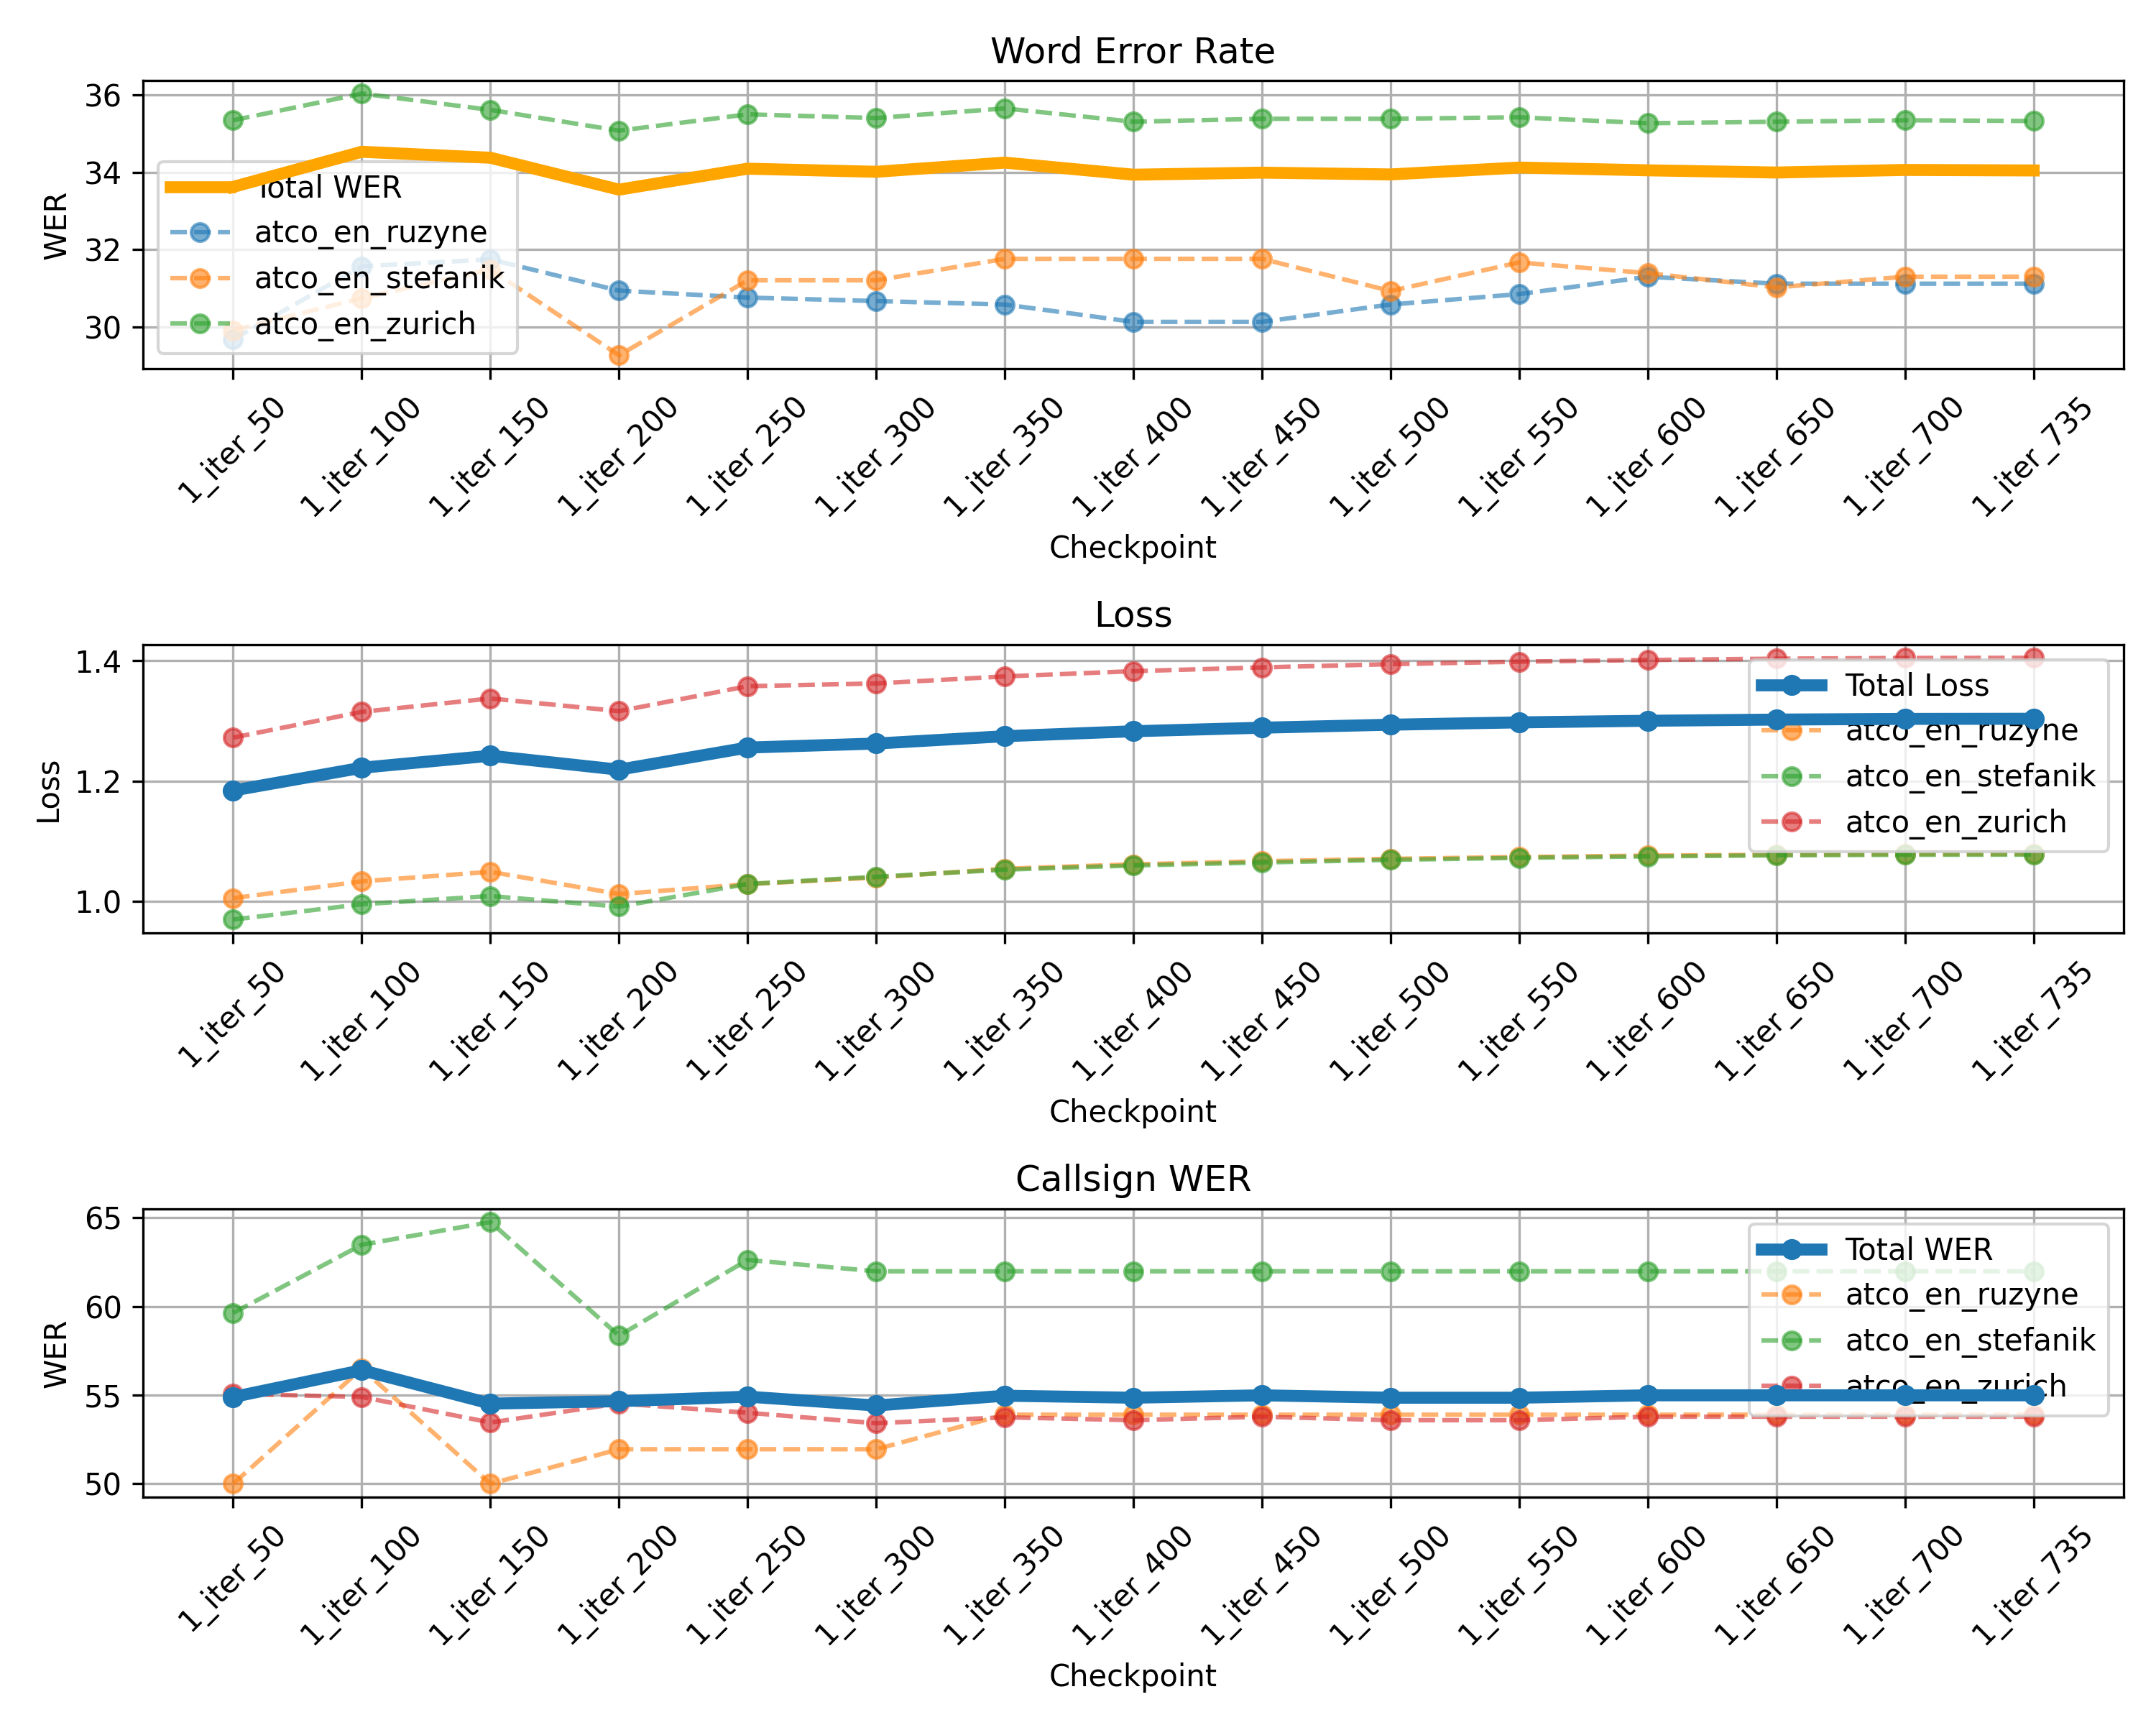 Word Error Rate
WER
36
34
32
30
Total WER
atco_en_ruzyne
atco_en_stefanik
atco_en_zurich
1_iter_50
1_iter_100
1_iter_150
1_iter_200
1_iter_250
1_iter_300
1_iter_350
1_iter_400
1_iter_450
1_iter_500
1_iter_550
1_iter_600
1_iter_650
1_iter_700
1_iter_735
Checkpoint
Loss
Loss
1.4
1.2
1.0
Total Loss
atco_en_ruzyne
atco_en_stefanik
atco_en_zurich
1_iter_50
1_iter_100
1_iter_150
1_iter_200
1_iter_250
1_iter_300
1_iter_350
1_iter_400
1_iter_450
1_iter_500
1_iter_550
1_iter_600
1_iter_650
1_iter_700
1_iter_735
Checkpoint
Callsign WER
WER
65
60
55
50
Total WER
atco_en_ruzyne
atco_en_stefanik
atco_en_zurich
1_iter_50
1_iter_100
1_iter_150
1_iter_200
1_iter_250
1_iter_300
1_iter_350
1_iter_400
1_iter_450
1_iter_500
1_iter_550
1_iter_600
1_iter_650
1_iter_700
1_iter_735
Checkpoint